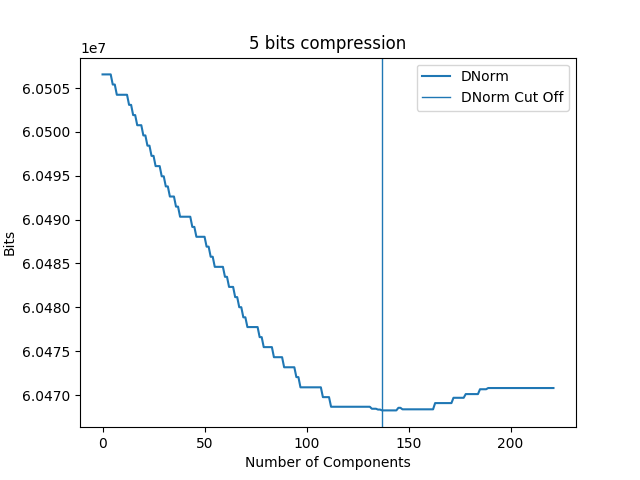 5 bits compression
1e7
DNorm
DNorm Cut Off
6.0505
6.0500
6.0495
6.0490
6.0485
6.0480
6.0475
6.0470
Bits
0 50 100 150 200
Number of Components